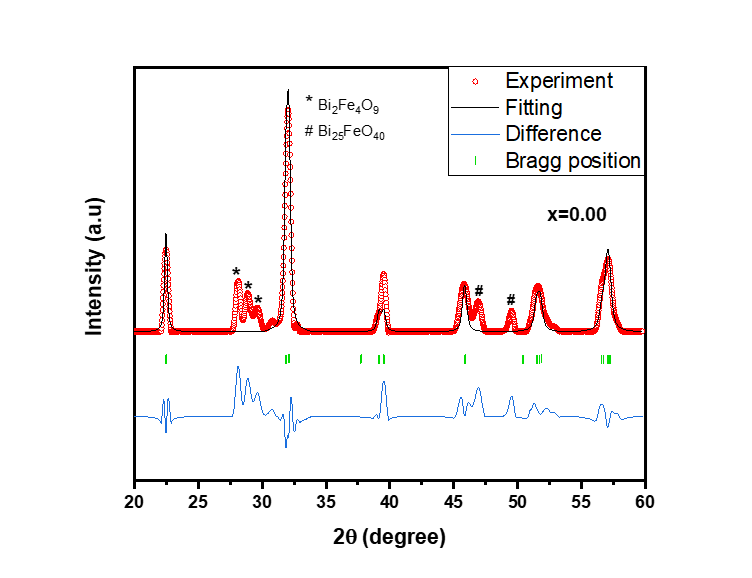 Experiment
Fitting
Difference
Bragg position
* Bi₂Fe₄O₉
# Bi₂₅FeO₄₀
x=0.00
*
*
*
#
#
Intensity (a.u)
20 25 30 35 40 45 50 55 60
2θ (degree)